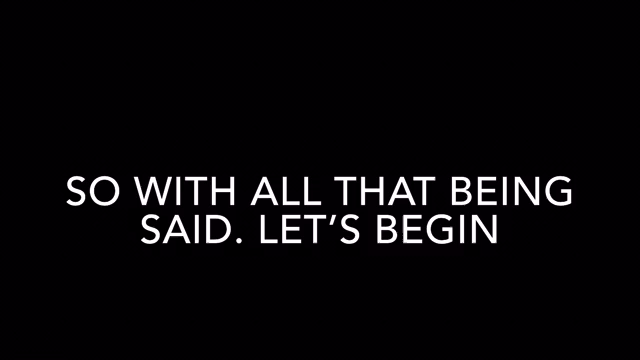 SO WITH ALL THAT BEING
SAID. LET’S BEGIN